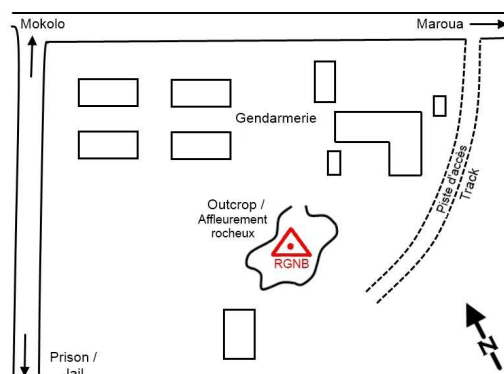 Mokolo
Maroua
Gendarmerie
Piste d'accès
Track
Outcrop /
Affleurement
rocheux
RGNB
N
Prison /
Jail